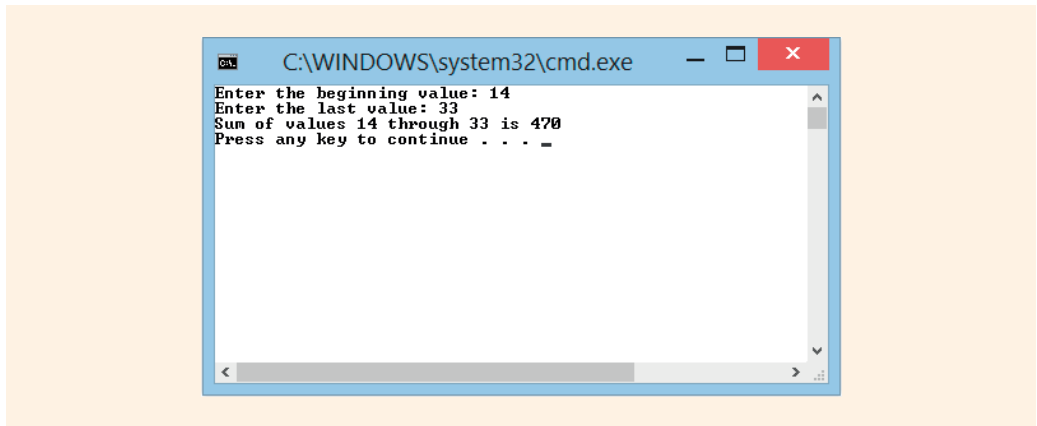 C:\WINDOWS\system32\cmd.exe
Enter the beginning value: 14
Enter the last value: 33
Sum of values 14 through 33 is 470
Press any key to continue . . . _